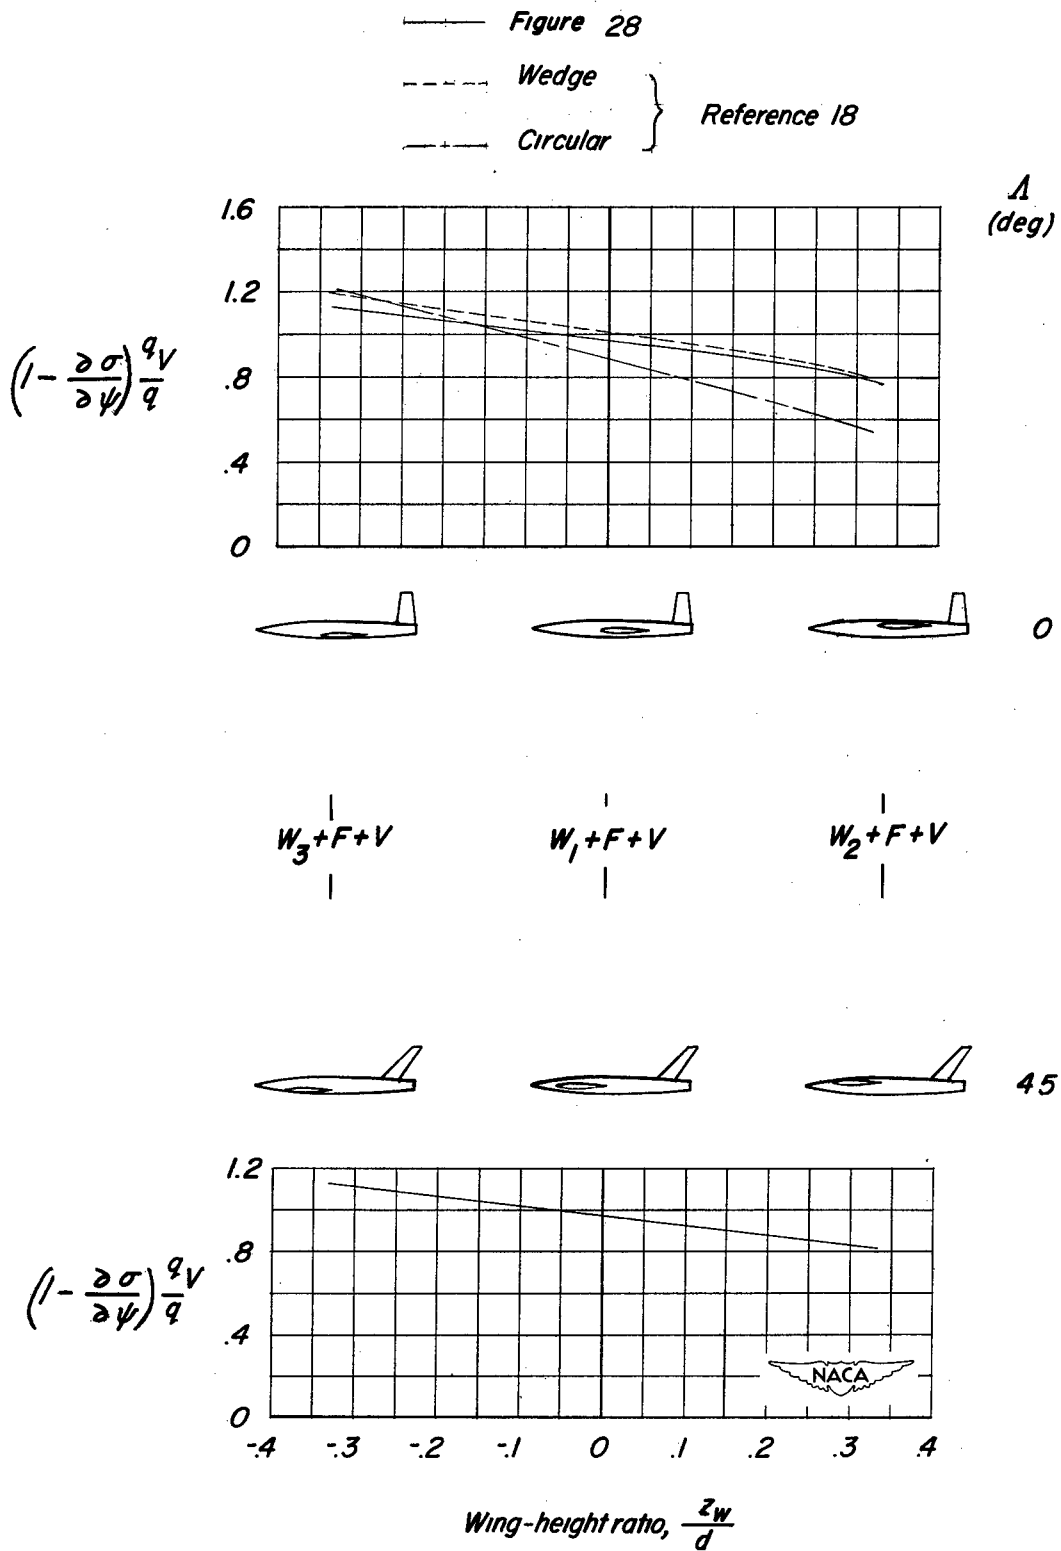 Figure 28
Wedge
Circular
Reference 18
Λ
(deg)
1.6
1.2
.8
.4
0
(1 - ∂σ/∂ψ) qV/q
0
W3+F+V
W1+F+V
W2+F+V
45
1.2
.8
.4
0
(1 - ∂σ/∂ψ) qV/q
NACA
-.4 -.3 -.2 -.1 0 .1 .2 .3 .4
Wing-height ratio, zw/d